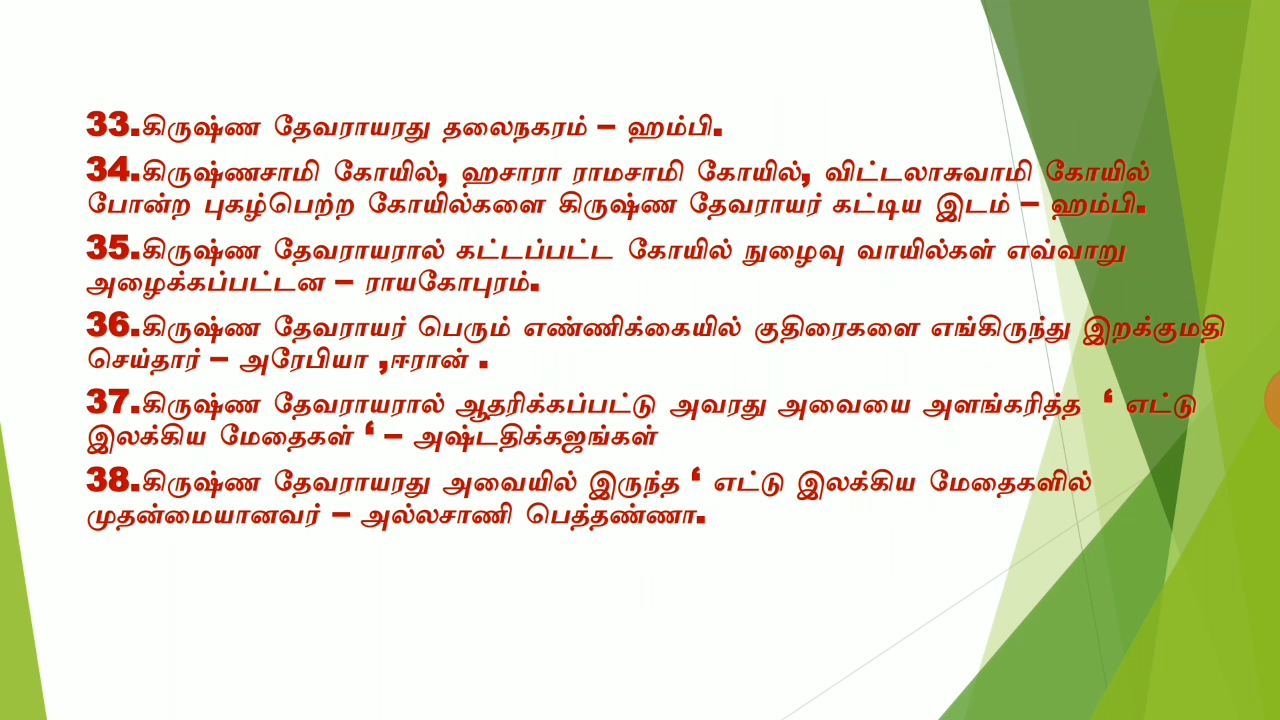 33.கிருஷ்ண தேவராயரது தலைநகரம் – ஹம்பி.
34.கிருஷ்ணசாமி கோயில், ஹசாரா ராமசாமி கோயில், விட்டலாசுவாமி கோயில்
போன்ற புகழ்பெற்ற கோயில்களை கிருஷ்ண தேவராயர் கட்டிய இடம் – ஹம்பி.
35.கிருஷ்ண தேவராயரால் கட்டப்பட்ட கோயில் நுழைவு வாயில்கள் எவ்வாறு
அழைக்கப்பட்டன – ராயகோபுரம்.
36.கிருஷ்ண தேவராயர் பெரும் எண்ணிக்கையில் குதிரைகளை எங்கிருந்து இறக்குமதி
செய்தார் – அரேபியா ,ஈரான் .
37.கிருஷ்ண தேவராயரால் ஆதரிக்கப்பட்டு அவரது அவையை அளங்கரித்த ‘ எட்டு
இலக்கிய மேதைகள் ‘ – அஷ்டதிக்கஜங்கள்
38.கிருஷ்ண தேவராயரது அவையில் இருந்த ‘ எட்டு இலக்கிய மேதைகளில்
முதன்மையானவர் – அல்லசாணி பெத்தண்ணா.